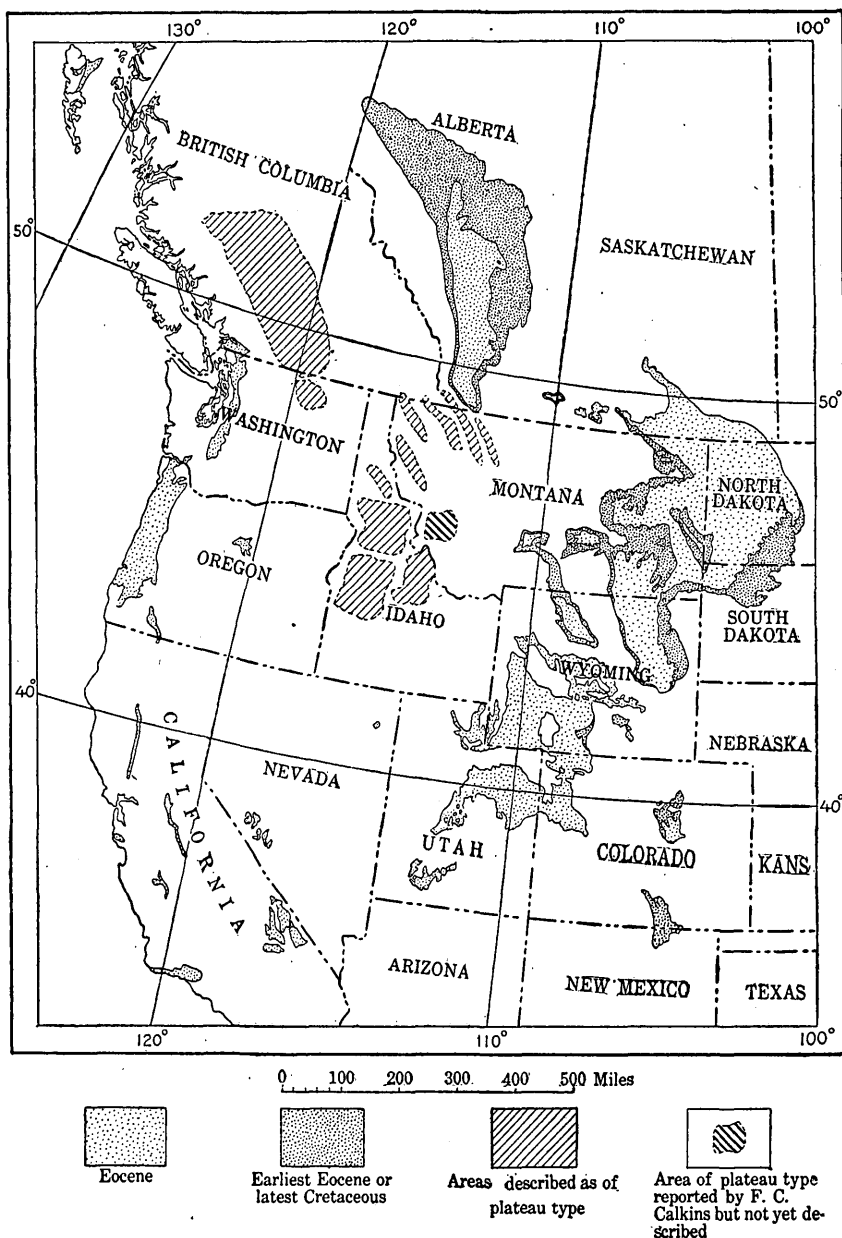 130°
120°
110°
100°
ALBERTA
BRITISH COLUMBIA
50°
SASKATCHEWAN
WASHINGTON
50°
MONTANA
NORTH
DAKOTA
OREGON
IDAHO
SOUTH
DAKOTA
WYOMING
40°
CALIFORNIA
NEBRASKA
NEVADA
40°
UTAH
COLORADO
KANS
ARIZONA
NEW MEXICO
TEXAS
120°
110°
100°
0 100 200 300 400 500 Miles
Eocene
Earliest Eocene or
latest Cretaceous
Areas described as of
plateau type
Area of plateau type
reported by F. C.
Calkins but not yet de-
scribed